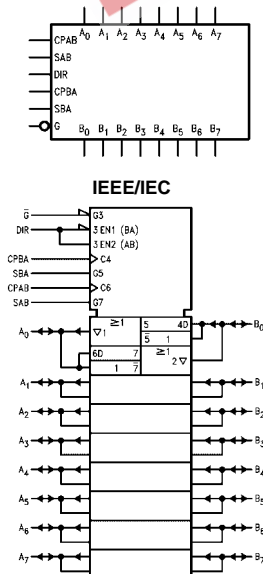 A0 A1 A2 A3 A4 A5 A6 A7
CPAB
SAB
DIR
CPBA
SBA
G
B0 B1 B2 B3 B4 B5 B6 B7
IEEE/IEC
G̅ G3
DIR 3 EN1 (BA)
3 EN2 (AB)
CPBA C4
SBA G5
CPAB C6
SAB G7
A0 ≥1 ▽1 5 4D B0
5̅ 1
6D 7 ≥1
1 7̅ 2▽
A1 B1
A2 B2
A3 B3
A4 B4
A5 B5
A6 B6
A7 B7